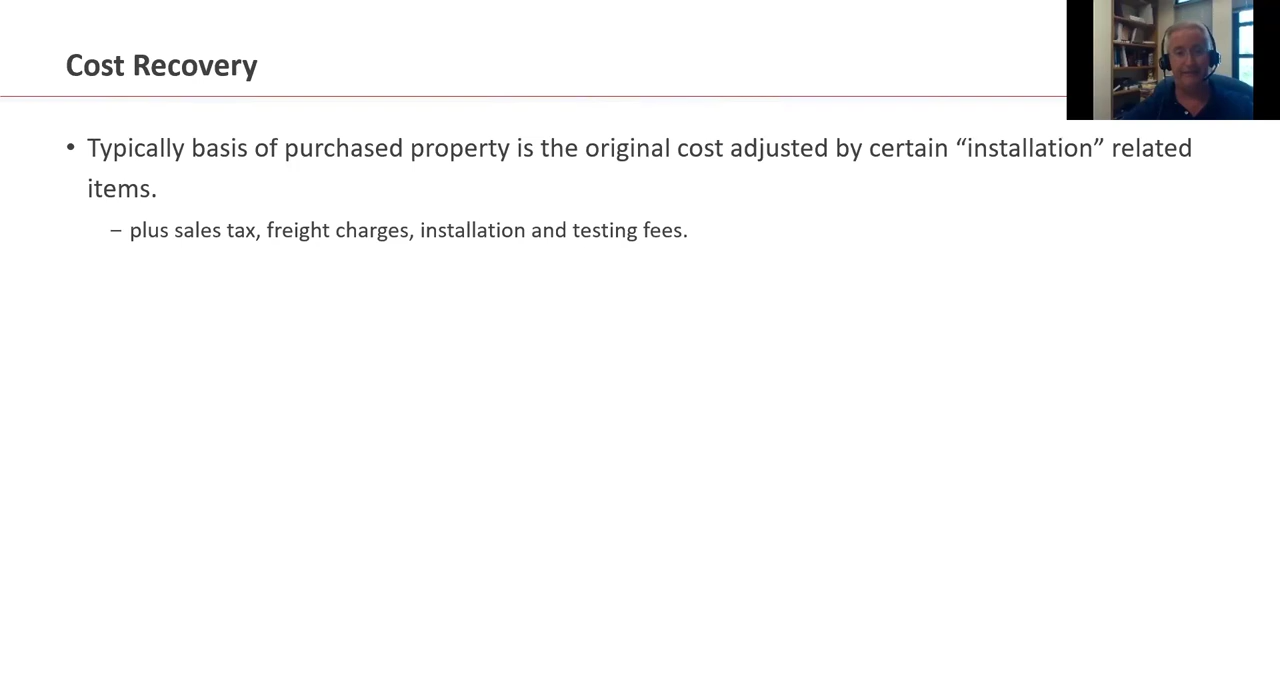 Cost Recovery
• Typically basis of purchased property is the original cost adjusted by certain “installation” related
items.
– plus sales tax, freight charges, installation and testing fees.